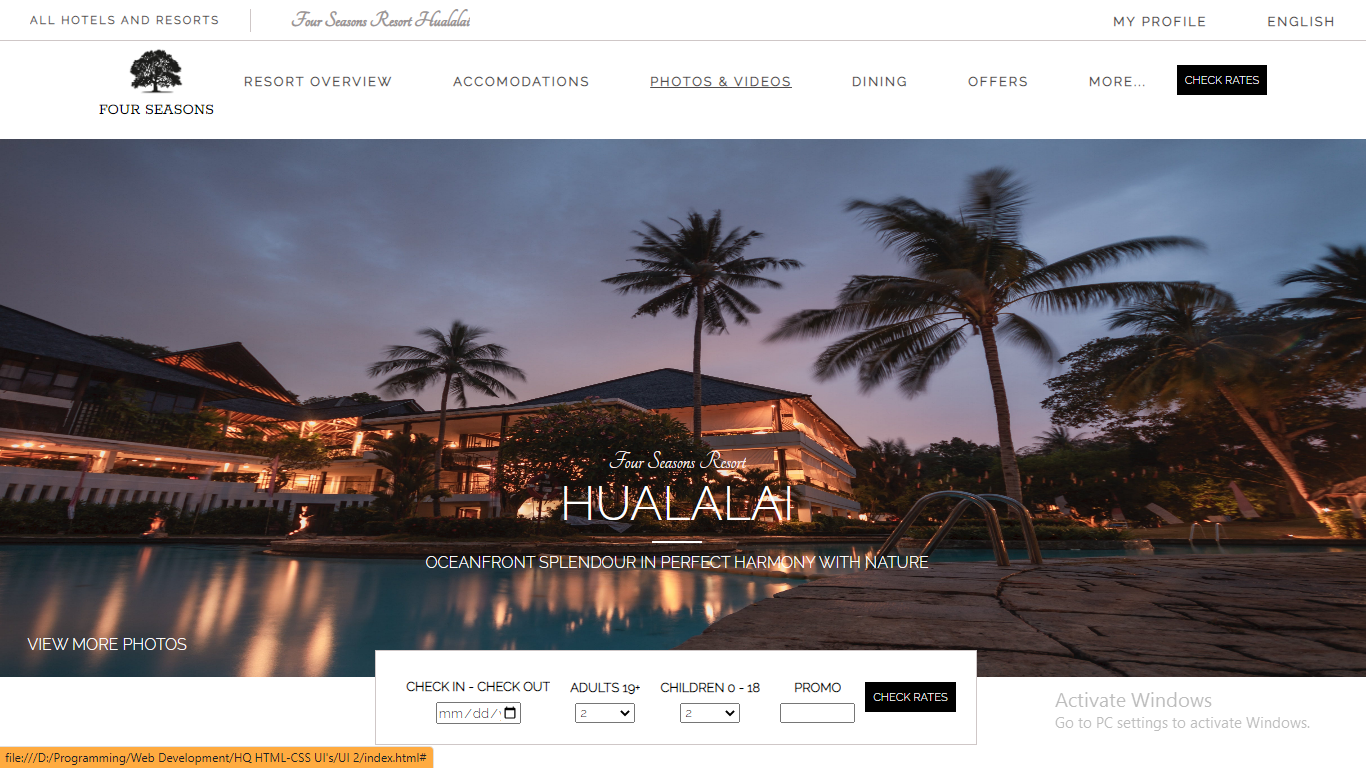 ALL HOTELS AND RESORTS
Four Seasons Resort Hualalai
MY PROFILE
ENGLISH
FOUR SEASONS
RESORT OVERVIEW
ACCOMODATIONS
PHOTOS & VIDEOS
DINING
OFFERS
MORE...
CHECK RATES
Four Seasons Resort
HUALALAI
OCEANFRONT SPLENDOUR IN PERFECT HARMONY WITH NATURE
VIEW MORE PHOTOS
CHECK IN - CHECK OUT
ADULTS 19+
CHILDREN 0 - 18
PROMO
mm/dd/
2
2
CHECK RATES
Activate Windows
Go to PC settings to activate Windows.
file:///D:/Programming/Web Development/HQ HTML-CSS UI's/UI 2/index.html#